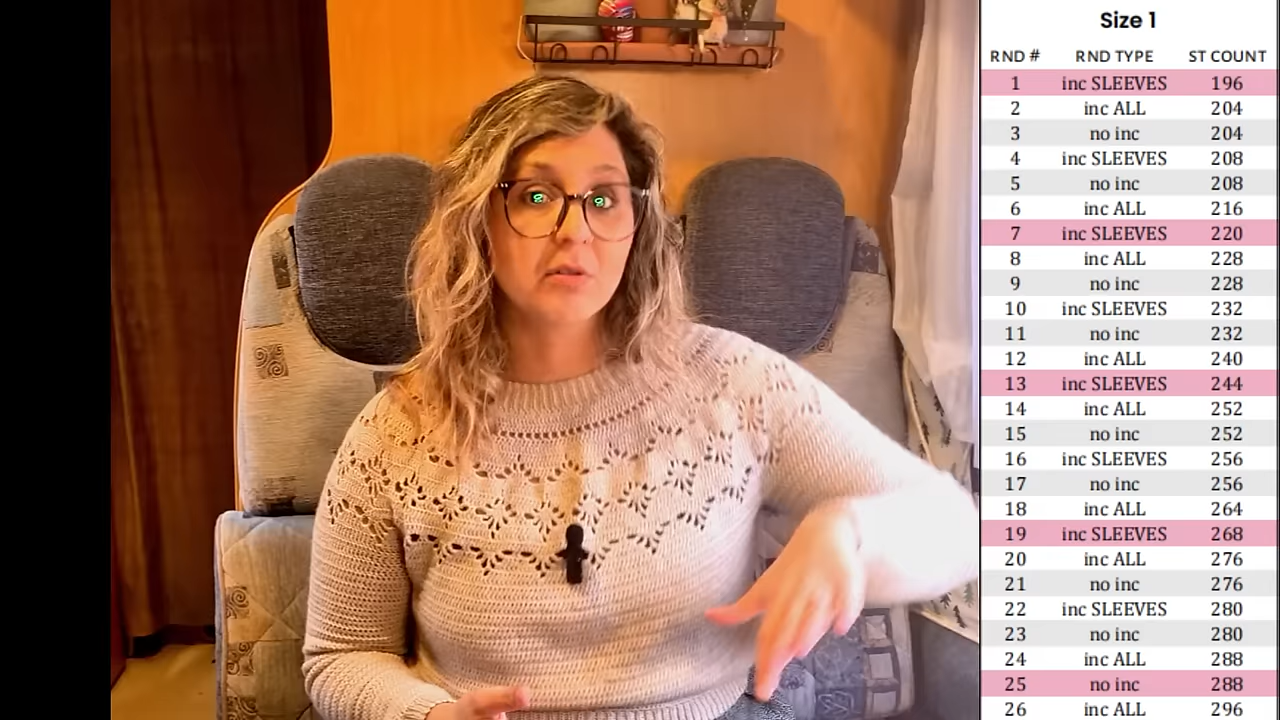 Size 1
RND # RND TYPE ST COUNT
1 inc SLEEVES 196
2 inc ALL 204
3 no inc 204
4 inc SLEEVES 208
5 no inc 208
6 inc ALL 216
7 inc SLEEVES 220
8 inc ALL 228
9 no inc 228
10 inc SLEEVES 232
11 no inc 232
12 inc ALL 240
13 inc SLEEVES 244
14 inc ALL 252
15 no inc 252
16 inc SLEEVES 256
17 no inc 256
18 inc ALL 264
19 inc SLEEVES 268
20 inc ALL 276
21 no inc 276
22 inc SLEEVES 280
23 no inc 280
24 inc ALL 288
25 no inc 288
26 inc ALL 296